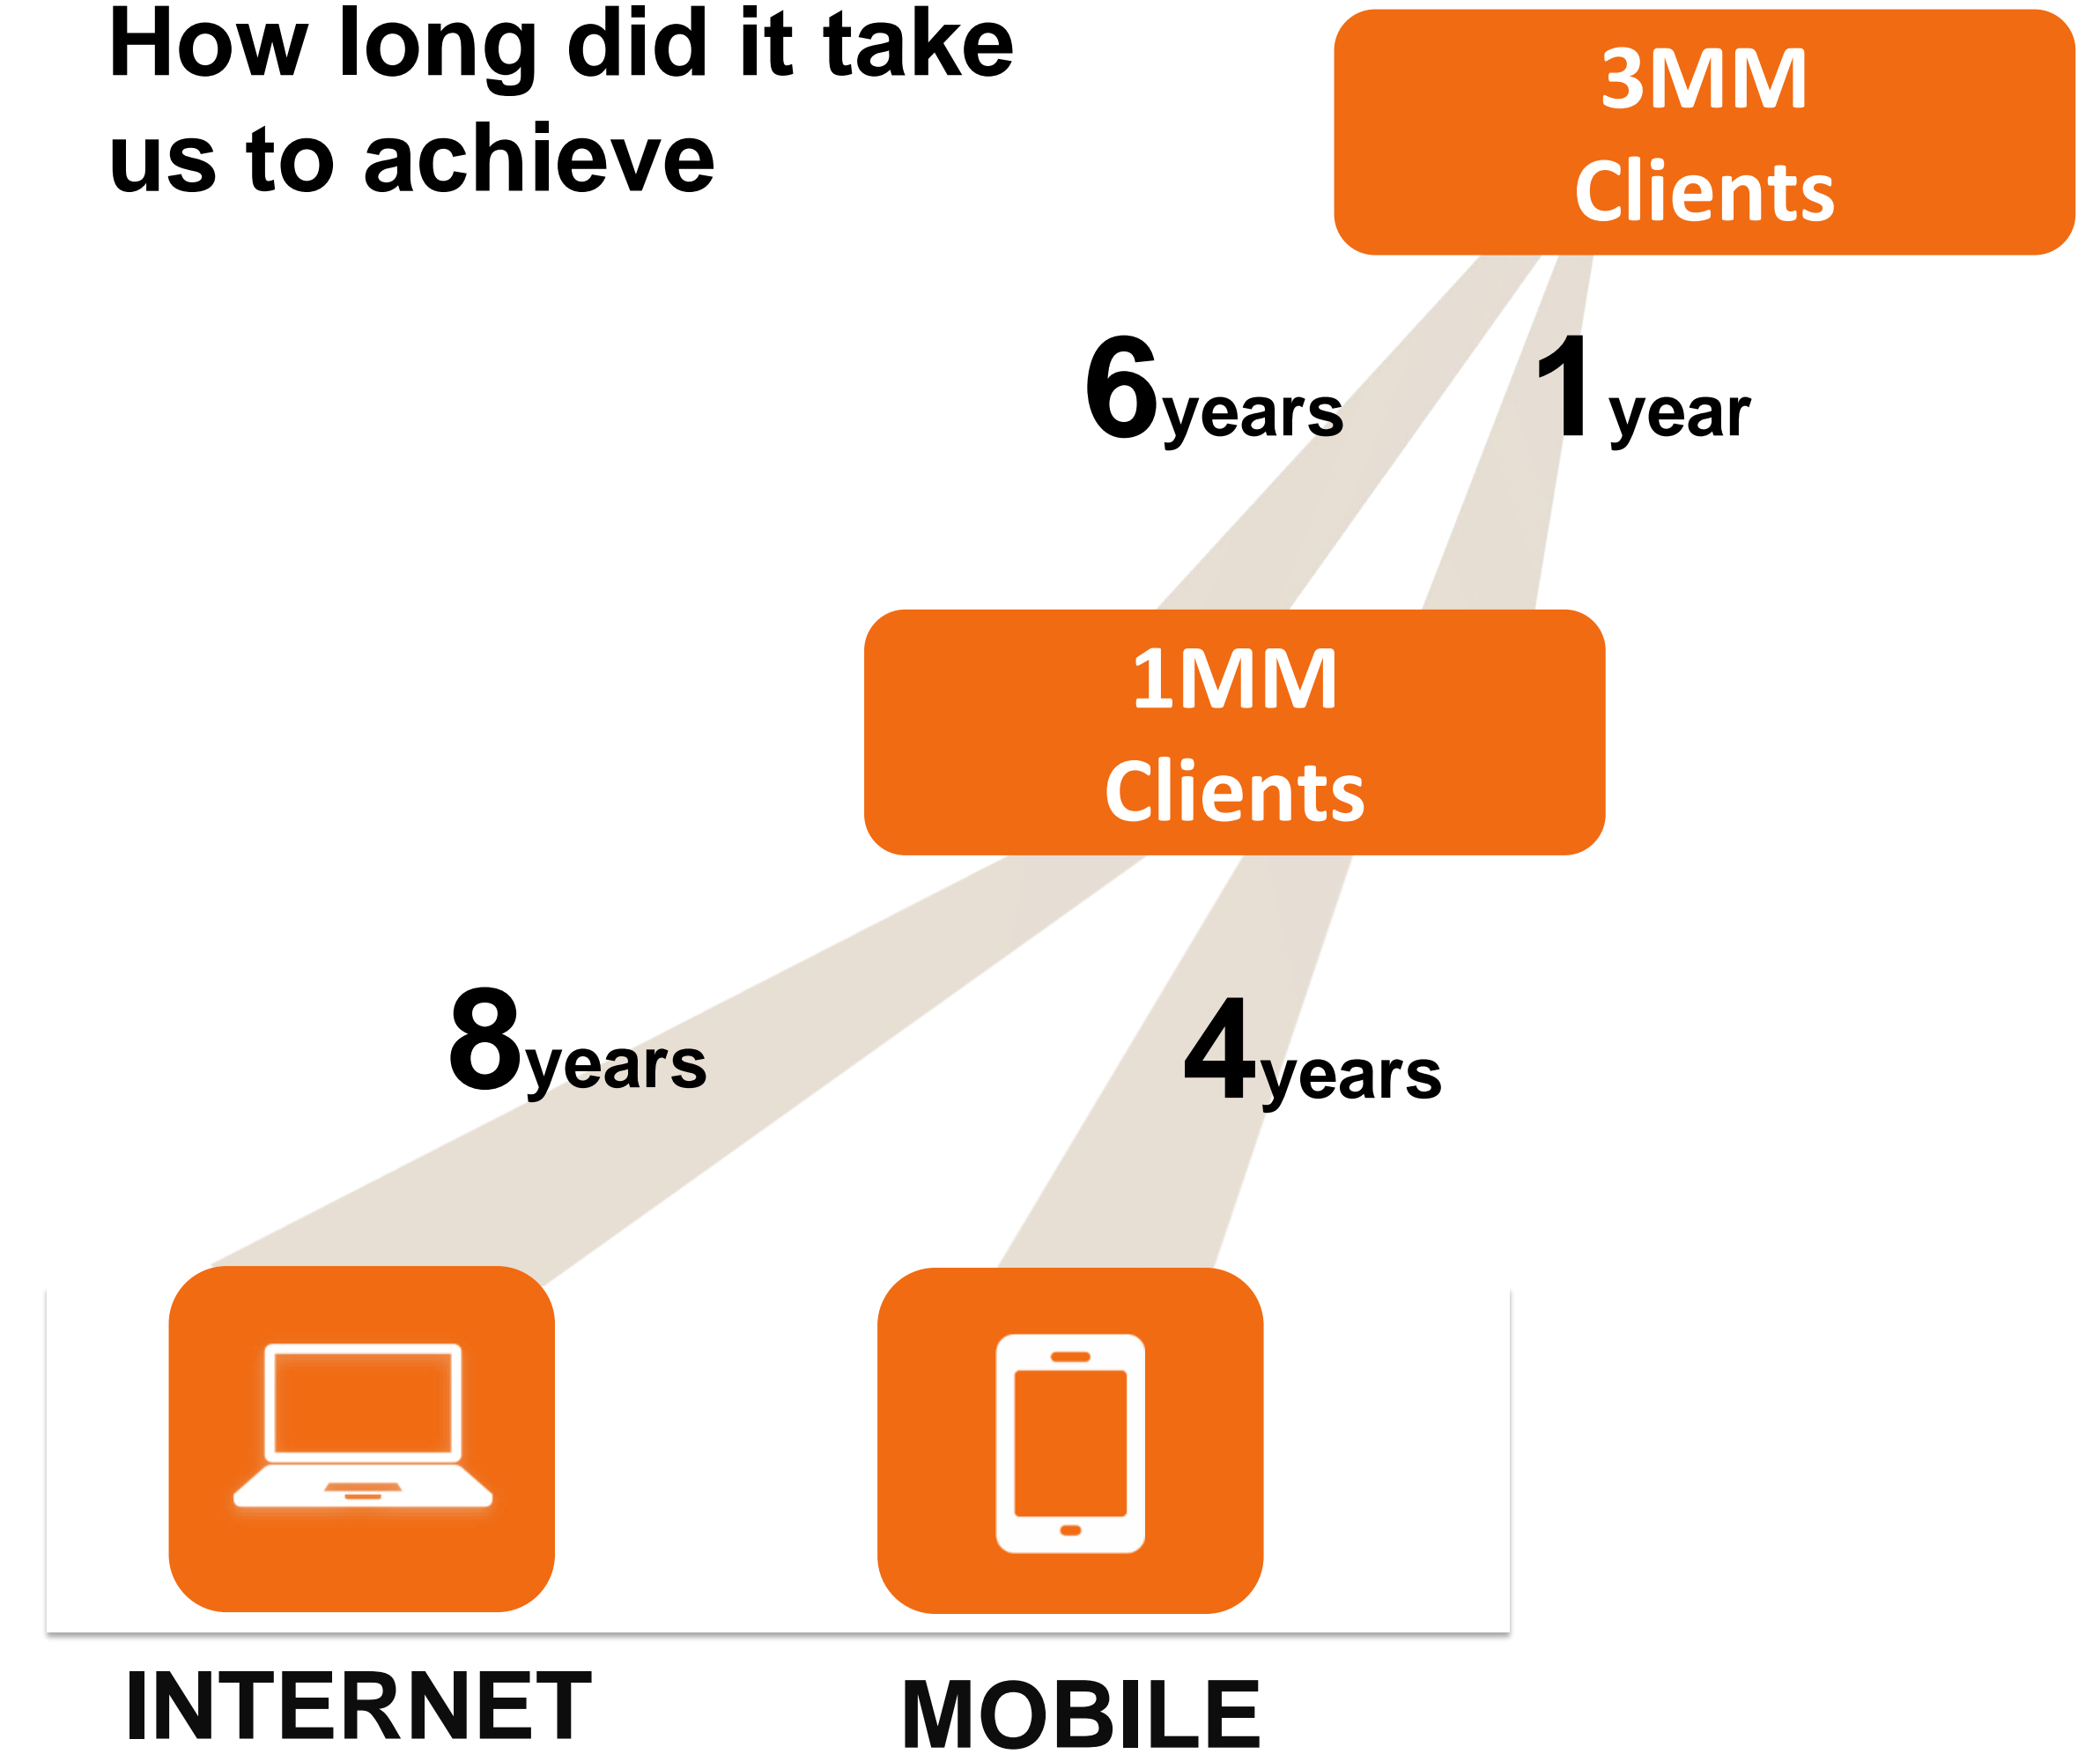 How long did it take
us to achieve
3MM
Clients
6years
1 year
1MM
Clients
8years
4years
INTERNET
MOBILE